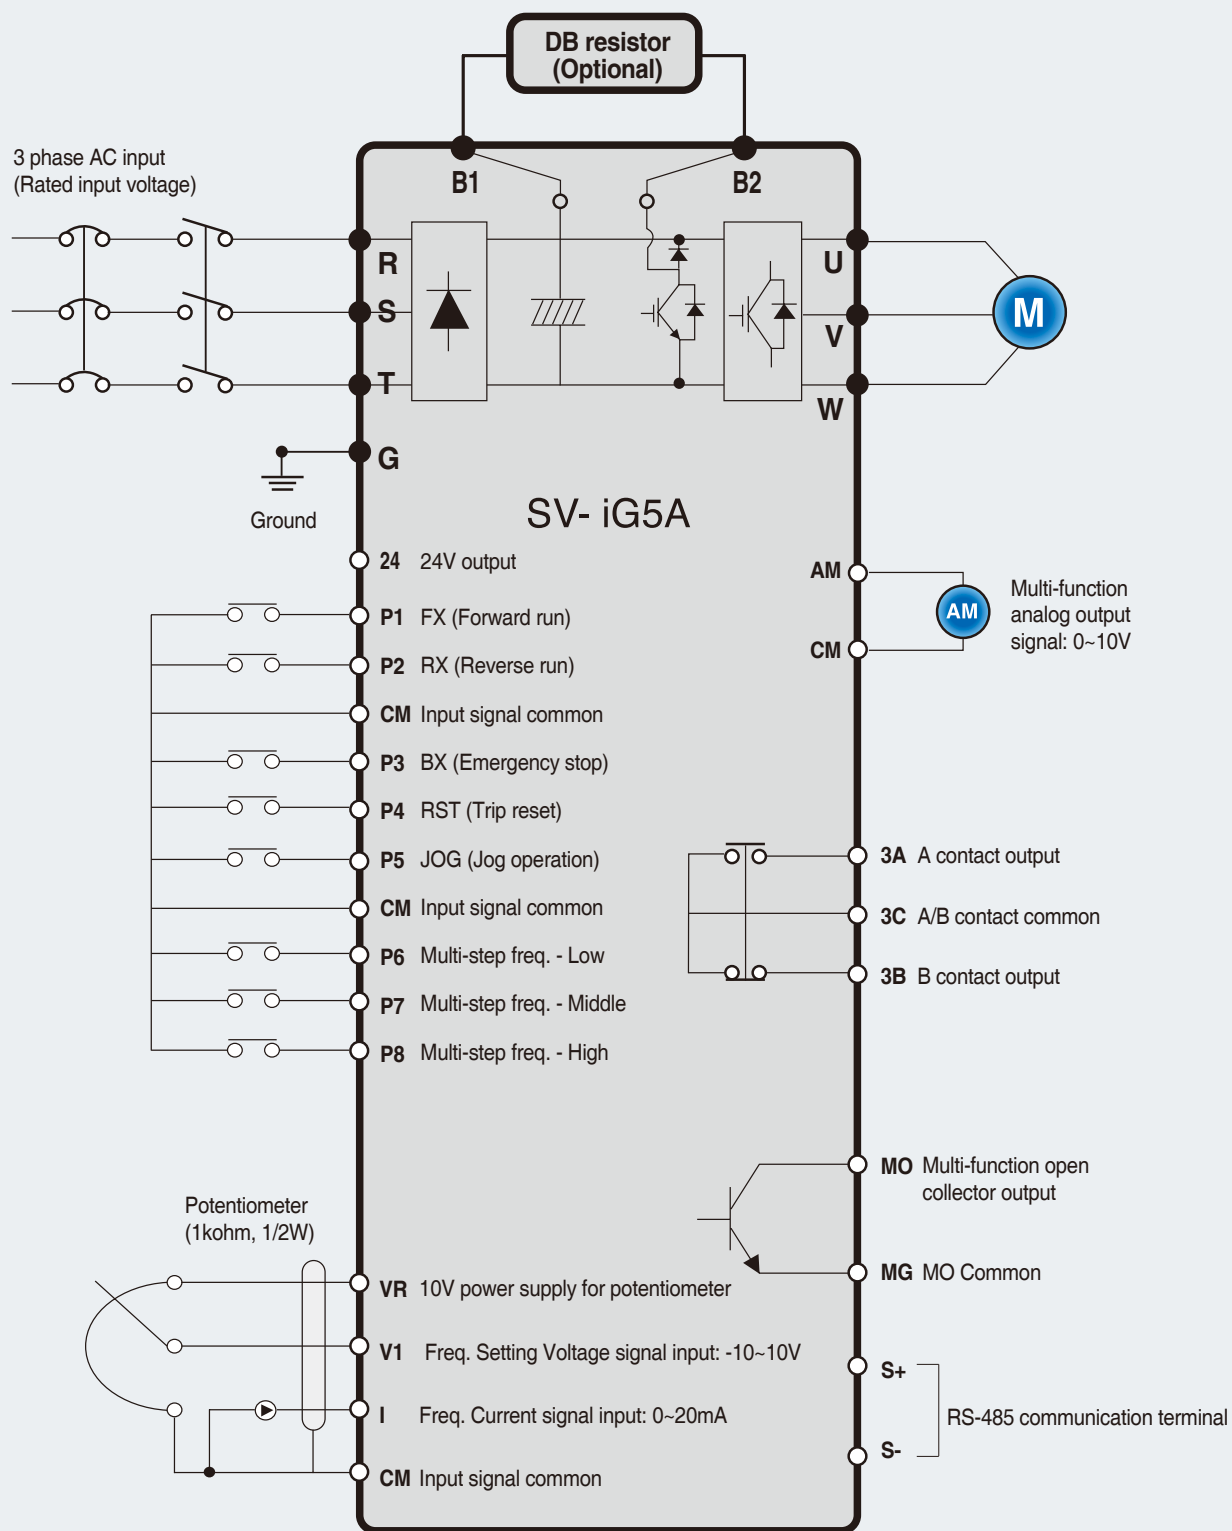 DB resistor
(Optional)
3 phase AC input
(Rated input voltage)
B1
B2
R
S
T
U
V
W
M
G
Ground
SV- iG5A
24 24V output
P1 FX (Forward run)
P2 RX (Reverse run)
CM Input signal common
P3 BX (Emergency stop)
P4 RST (Trip reset)
P5 JOG (Jog operation)
CM Input signal common
P6 Multi-step freq. - Low
P7 Multi-step freq. - Middle
P8 Multi-step freq. - High
AM
CM
AM
Multi-function
analog output
signal: 0~10V
3A A contact output
3C A/B contact common
3B B contact output
MO Multi-function open
collector output
MG MO Common
Potentiometer
(1kohm, 1/2W)
VR 10V power supply for potentiometer
V1 Freq. Setting Voltage signal input: -10~10V
I Freq. Current signal input: 0~20mA
CM Input signal common
S+
S-
RS-485 communication terminal